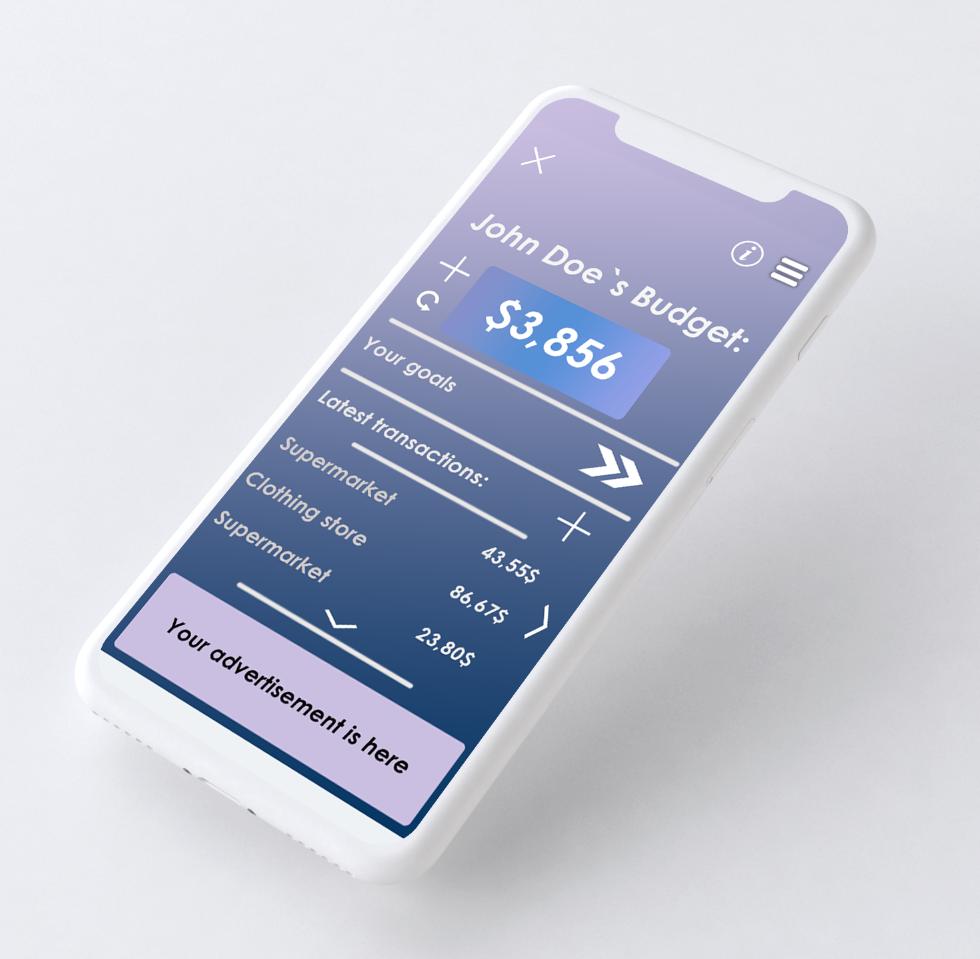 John Doe `s Budget:
$3,856
Your goals
Latest transactions:
Supermarket 43,55$
Clothing store 86,67$
Supermarket 23,80$
Your advertisement is here